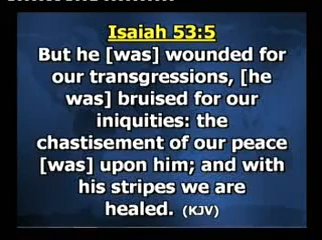 Isaiah 53:5
But he [was] wounded for
our transgressions, [he
was] bruised for our
iniquities: the
chastisement of our peace
[was] upon him; and with
his stripes we are
healed. (KJV)